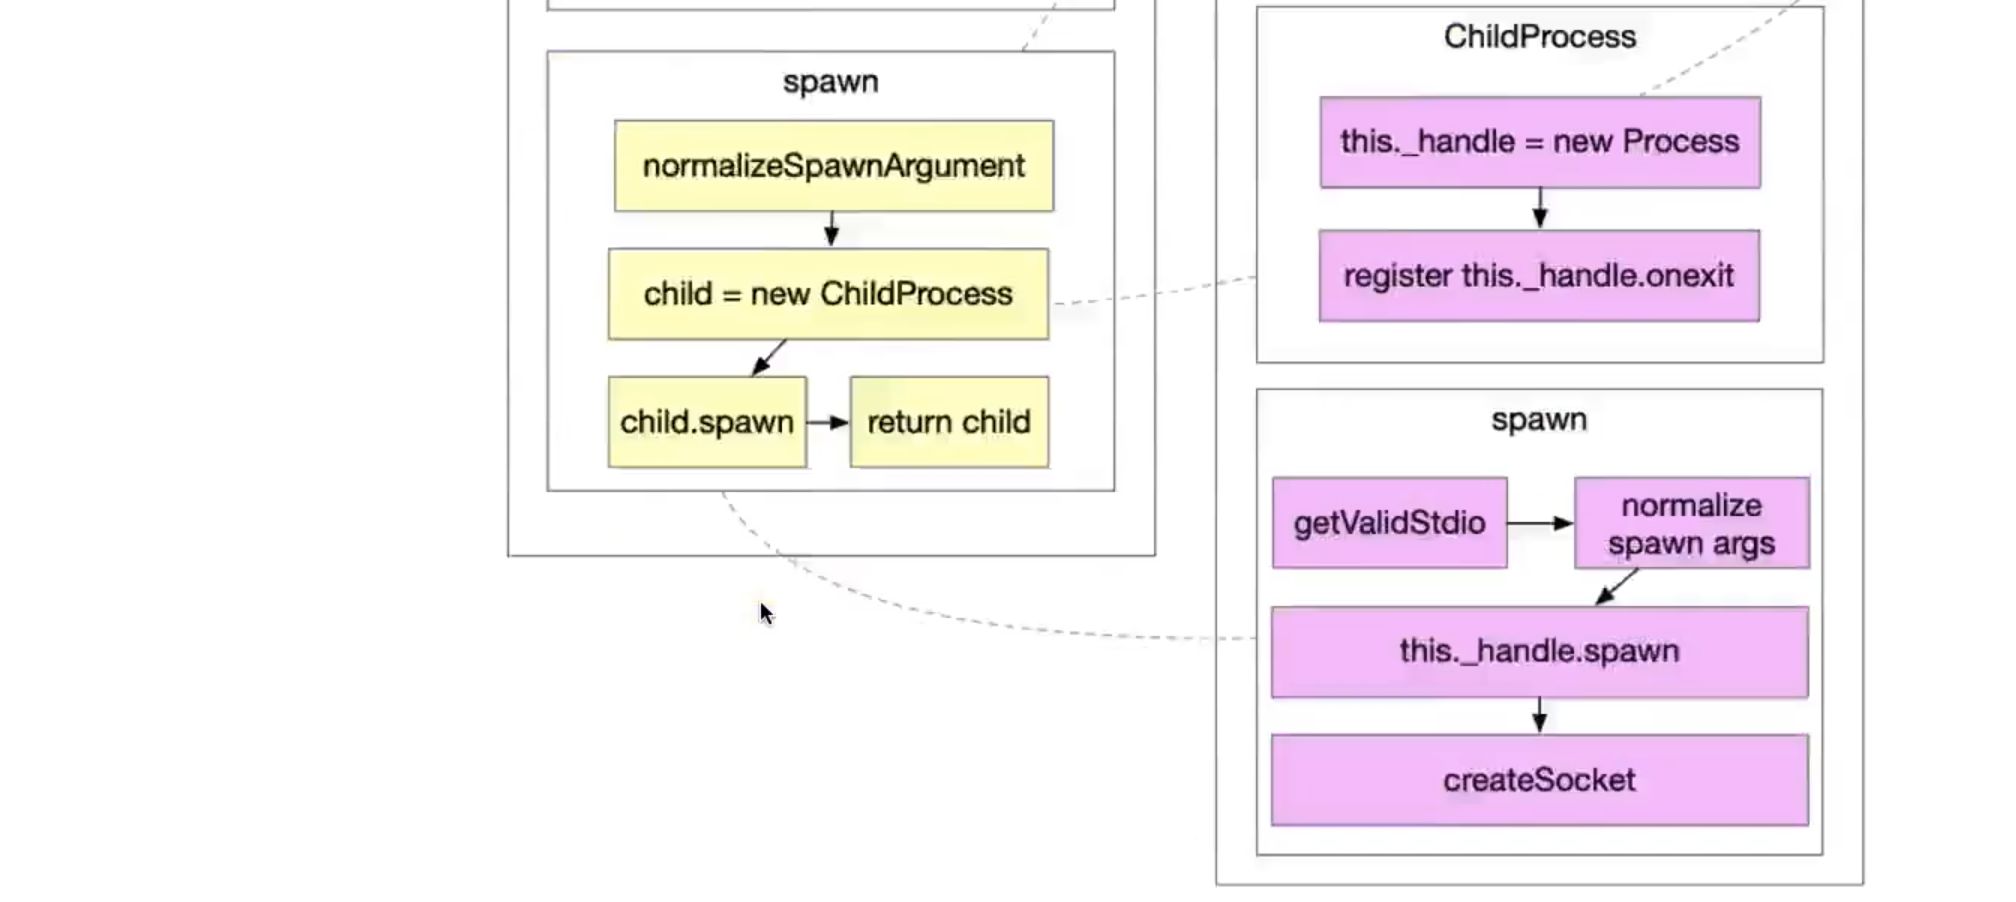 spawn
normalizeSpawnArgument
child = new ChildProcess
child.spawn
return child
ChildProcess
this._handle = new Process
register this._handle.onexit
spawn
getValidStdio
normalize
spawn args
this._handle.spawn
createSocket